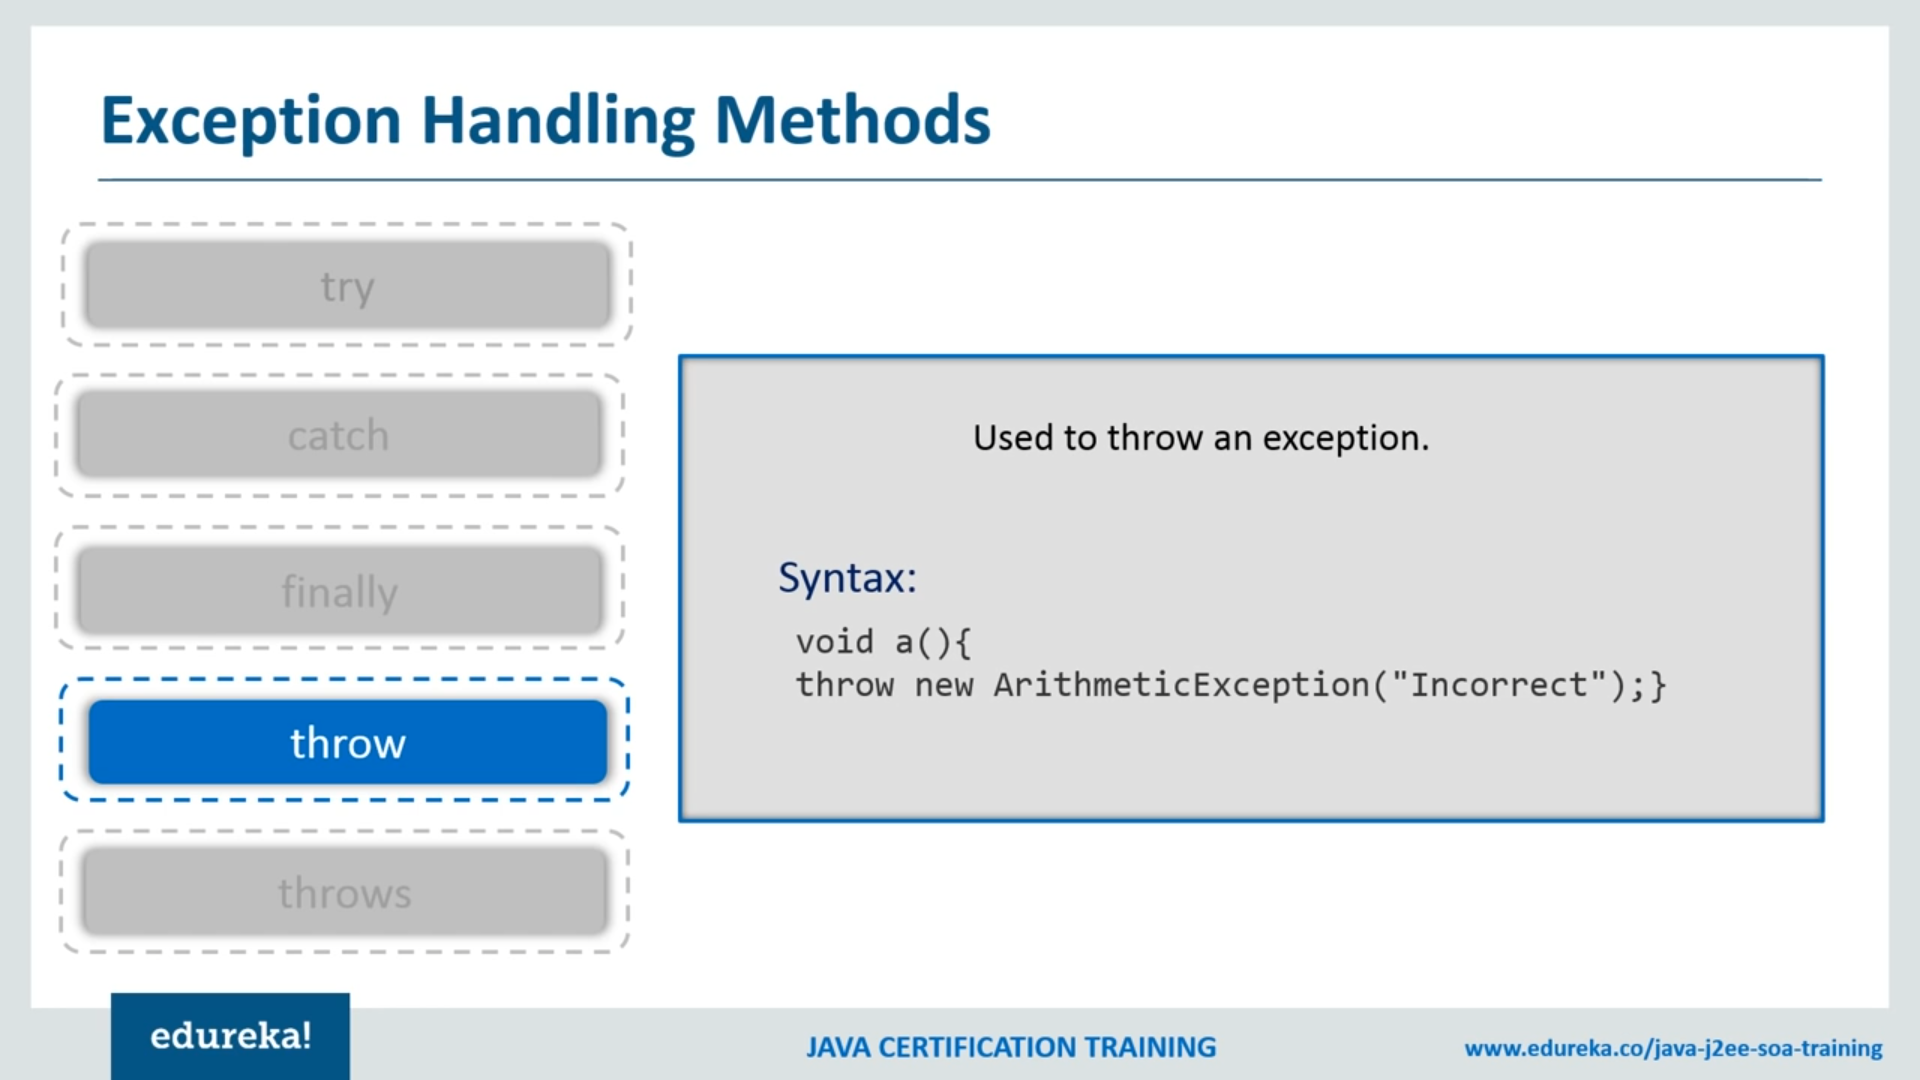 Exception Handling Methods
try
catch
finally
throw
throws
Used to throw an exception.
Syntax:
void a(){
throw new ArithmeticException("Incorrect");}
edureka!
JAVA CERTIFICATION TRAINING
www.edureka.co/java-j2ee-soa-training